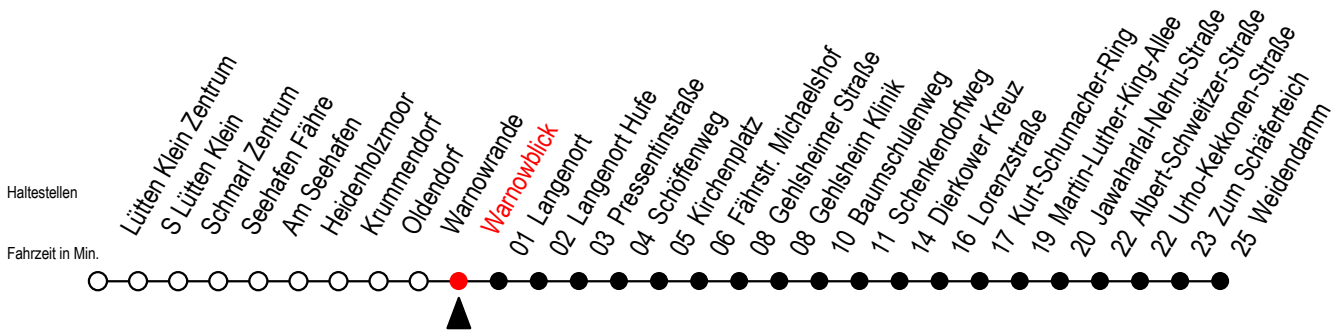 Haltestellen
Fahrzeit in Min.
Lütten Klein Zentrum
S Lütten Klein
Schmarl Zentrum
Seehafen Fähre
Am Seehafen
Heidenholzmoor
Krummendorf
Oldendorf
Warnowrande
Warnowblick
01 Langenort
02 Langenort Hufe
03 Pressentinstraße
04 Schöffenweg
05 Kirchenplatz
06 Fährstr. Michaelshof
08 Gehlsheimer Straße
08 Gehlsheim Klinik
10 Baumschulenweg
11 Schenkendorfweg
14 Dierkower Kreuz
16 Lorenzstraße
17 Kurt-Schumacher-Ring
19 Martin-Luther-King-Allee
20 Jawaharlal-Nehru-Straße
22 Albert-Schweitzer-Straße
22 Urho-Kekkonen-Straße
23 Zum Schäferteich
25 Weidendamm